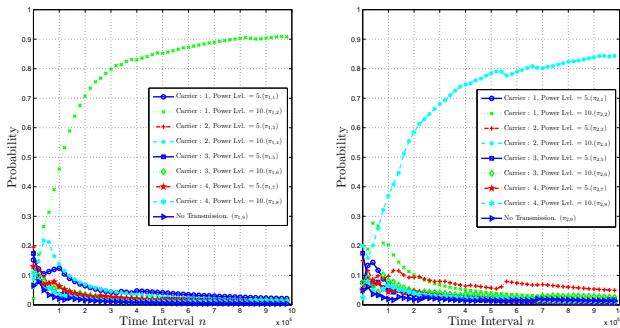 1
0.9
0.8
0.7
0.6
0.5
0.4
0.3
0.2
0.1
0
Probability
1 2 3 4 5 6 7 8 9 10
Time Interval n
Carrier : 1, Power Lvl. = 5.(π1,1)
Carrier : 1, Power Lvl. = 10.(π1,2)
Carrier : 2, Power Lvl. = 5.(π1,3)
Carrier : 2, Power Lvl. = 10.(π1,4)
Carrier : 3, Power Lvl. = 5.(π1,5)
Carrier : 3, Power Lvl. = 10.(π1,6)
Carrier : 4, Power Lvl. = 5.(π1,7)
Carrier : 4, Power Lvl. = 10.(π1,8)
No Transmission. (π1,9)
1
0.9
0.8
0.7
0.6
0.5
0.4
0.3
0.2
0.1
0
Probability
1 2 3 4 5 6 7 8 9 10
Time Interval n
Carrier : 1, Power Lvl. = 5.(π2,1)
Carrier : 1, Power Lvl. = 10.(π2,2)
Carrier : 2, Power Lvl. = 5.(π2,3)
Carrier : 2, Power Lvl. = 10.(π2,4)
Carrier : 3, Power Lvl. = 5.(π2,5)
Carrier : 3, Power Lvl. = 10.(π2,6)
Carrier : 4, Power Lvl. = 5.(π2,7)
Carrier : 4, Power Lvl. = 10.(π2,8)
No Transmission. (π2,9)